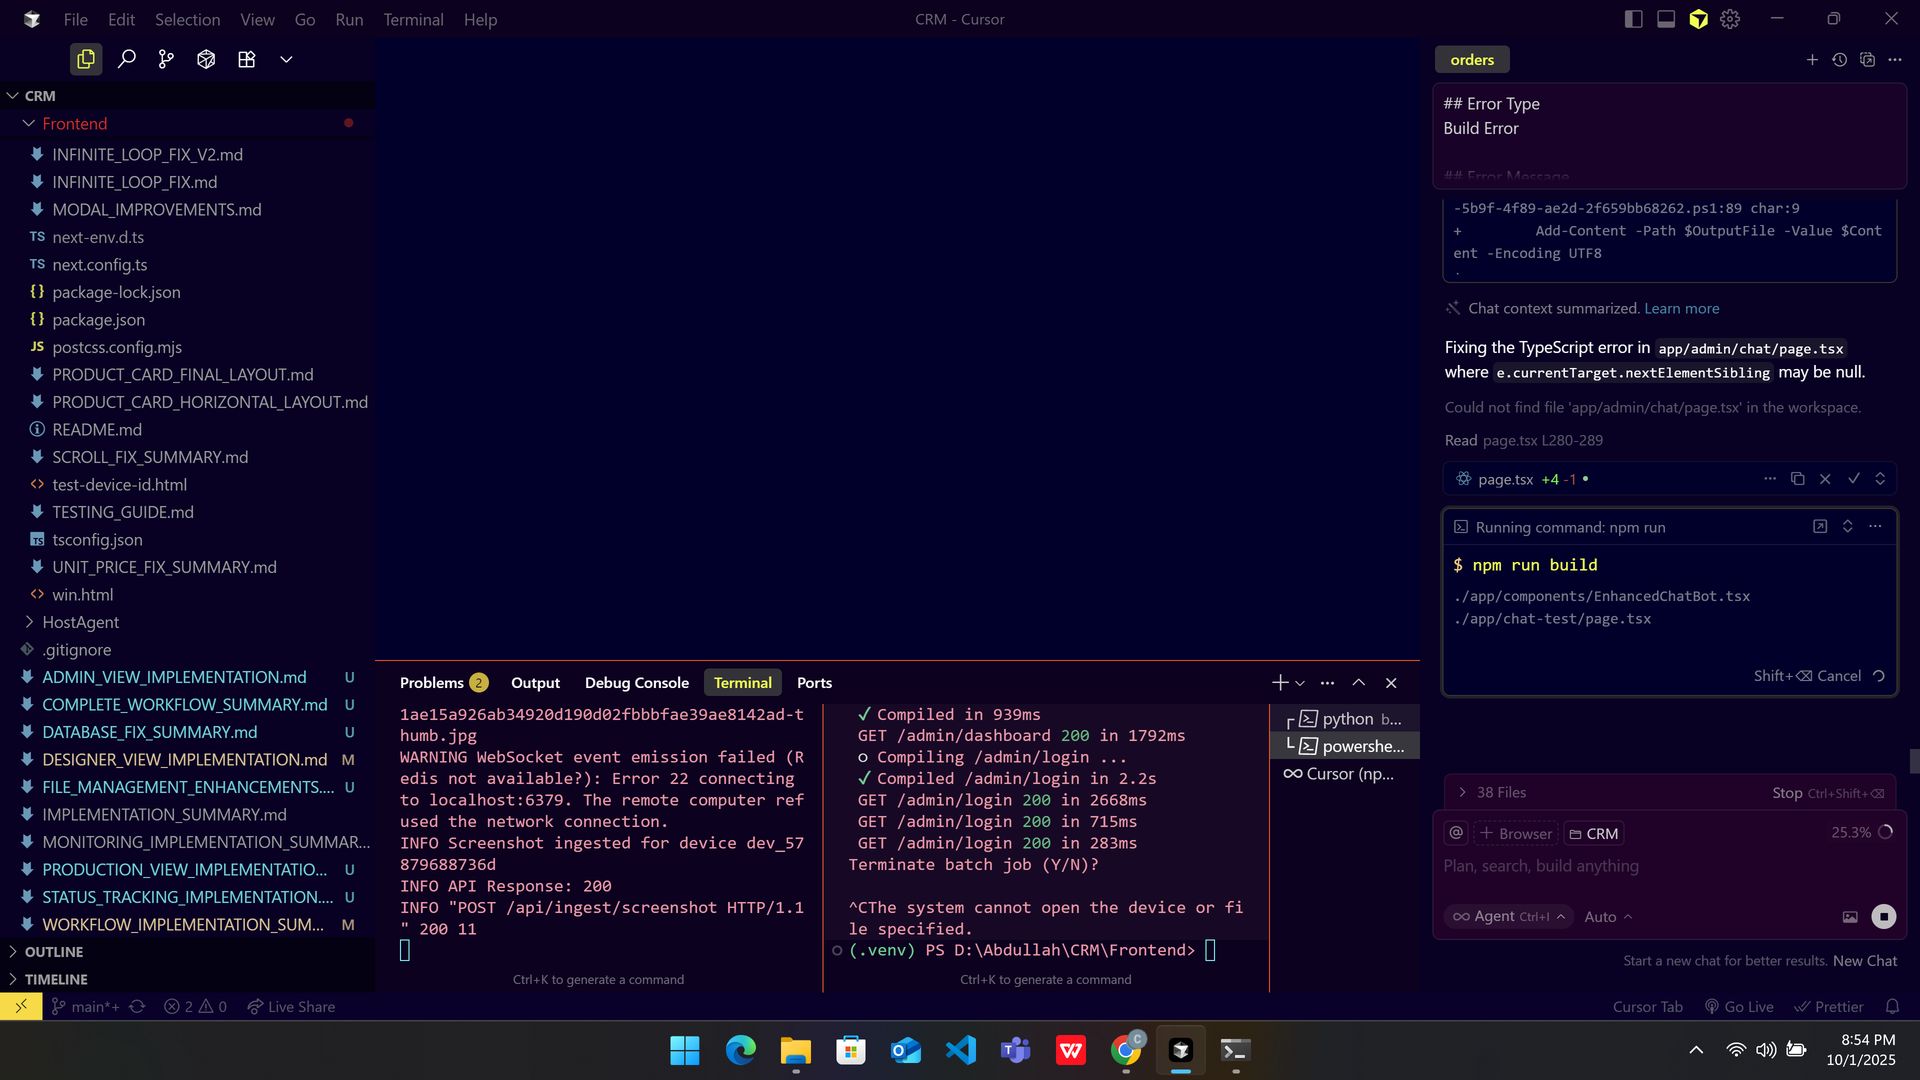 File Edit Selection View Go Run Terminal Help
CRM - Cursor
CRM
Frontend
INFINITE_LOOP_FIX_V2.md
INFINITE_LOOP_FIX.md
MODAL_IMPROVEMENTS.md
TS next-env.d.ts
TS next.config.ts
{} package-lock.json
{} package.json
JS postcss.config.mjs
PRODUCT_CARD_FINAL_LAYOUT.md
PRODUCT_CARD_HORIZONTAL_LAYOUT.md
README.md
SCROLL_FIX_SUMMARY.md
<> test-device-id.html
TESTING_GUIDE.md
TS tsconfig.json
UNIT_PRICE_FIX_SUMMARY.md
<> win.html
HostAgent
.gitignore
ADMIN_VIEW_IMPLEMENTATION.md U
COMPLETE_WORKFLOW_SUMMARY.md U
DATABASE_FIX_SUMMARY.md U
DESIGNER_VIEW_IMPLEMENTATION.md M
FILE_MANAGEMENT_ENHANCEMENTS.... U
IMPLEMENTATION_SUMMARY.md
MONITORING_IMPLEMENTATION_SUMMAR...
PRODUCTION_VIEW_IMPLEMENTATIO... U
STATUS_TRACKING_IMPLEMENTATION.... U
WORKFLOW_IMPLEMENTATION_SUM... M
OUTLINE
TIMELINE
Problems 2 Output Debug Console Terminal Ports
1ae15a926ab34920d190d02fbbbfae39ae8142ad-t
humb.jpg
WARNING WebSocket event emission failed (R
edis not available?): Error 22 connecting
to localhost:6379. The remote computer ref
used the network connection.
INFO Screenshot ingested for device dev_57
879688736d
INFO API Response: 200
INFO "POST /api/ingest/screenshot HTTP/1.1
" 200 11
Ctrl+K to generate a command
✓ Compiled in 939ms
GET /admin/dashboard 200 in 1792ms
○ Compiling /admin/login ...
✓ Compiled /admin/login in 2.2s
GET /admin/login 200 in 2668ms
GET /admin/login 200 in 715ms
GET /admin/login 200 in 283ms
Terminate batch job (Y/N)?
^CThe system cannot open the device or fi
le specified.
(.venv) PS D:\Abdullah\CRM\Frontend>
Ctrl+K to generate a command
python b...
powershe...
Cursor (np...
orders
## Error Type
Build Error
## Error Message
-5b9f-4f89-ae2d-2f659bb68262.ps1:89 char:9
+ Add-Content -Path $OutputFile -Value $Cont
ent -Encoding UTF8
Chat context summarized. Learn more
Fixing the TypeScript error in app/admin/chat/page.tsx
where e.currentTarget.nextElementSibling may be null.
Could not find file 'app/admin/chat/page.tsx' in the workspace.
Read page.tsx L280-289
page.tsx +4 -1
Running command: npm run
$ npm run build
./app/components/EnhancedChatBot.tsx
./app/chat-test/page.tsx
Shift+⌫ Cancel
38 Files Stop Ctrl+Shift+⌫
@ + Browser CRM 25.3%
Plan, search, build anything
Agent Ctrl+I Auto
Start a new chat for better results. New Chat
main*+ 2 0 Live Share Cursor Tab Go Live Prettier
8:54 PM
10/1/2025